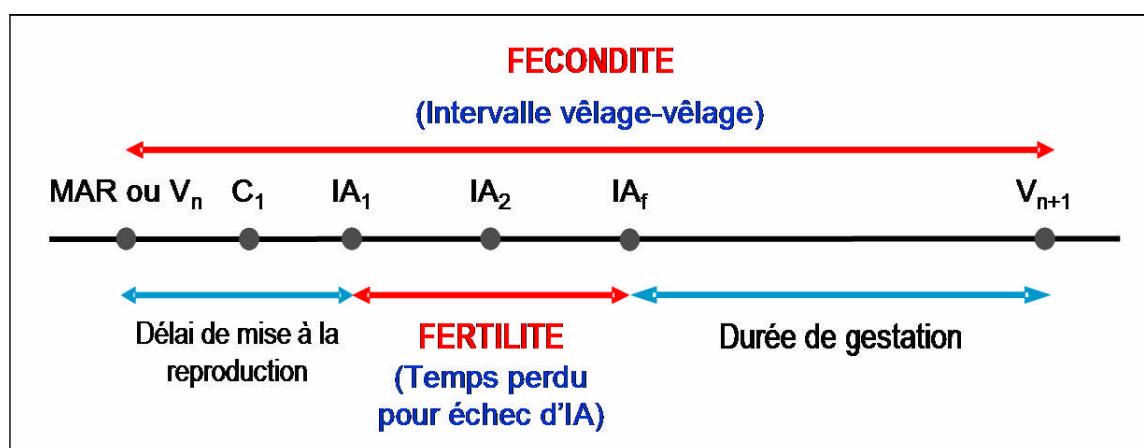 FECONDITE
(Intervalle vêlage-vêlage)
MAR ou Vn C1 IA1 IA2 IAf Vn+1
Délai de mise à la
reproduction
FERTILITE
(Temps perdu
pour échec d'IA)
Durée de gestation